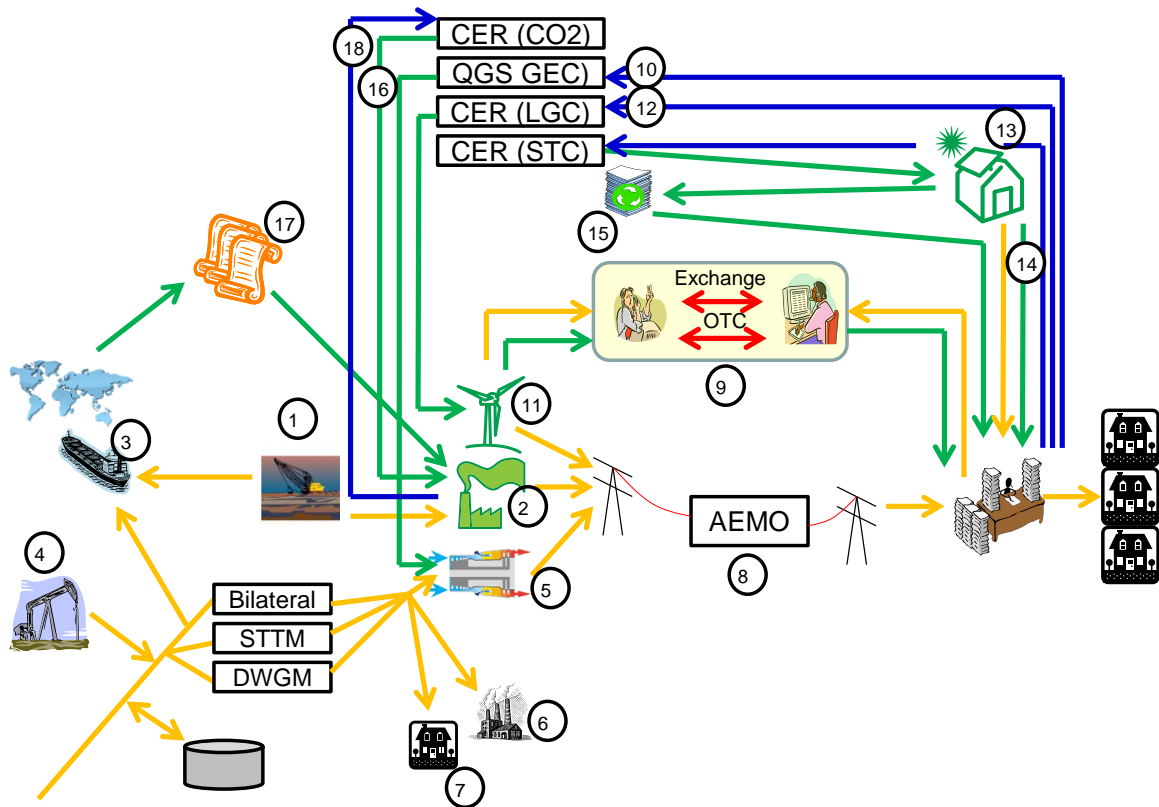 18
CER (CO2)
16
QGS GEC)
10
CER (LGC)
12
CER (STC)
13
17
15
14
Exchange
OTC
9
11
1
3
2
AEMO
8
4
5
Bilateral
STTM
DWGM
6
7